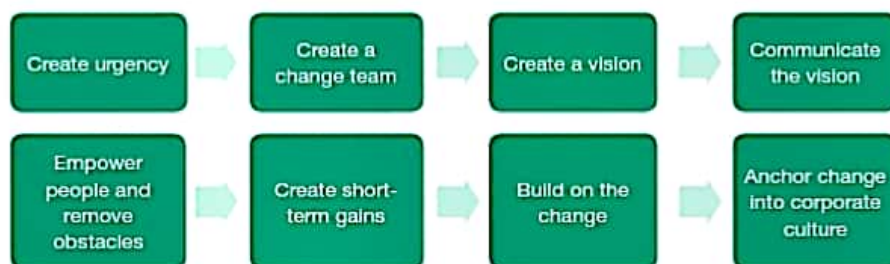 Create urgency
Create a
change team
Create a vision
Communicate
the vision
Empower
people and
remove
obstacles
Create short-
term gains
Build on the
change
Anchor change
into corporate
culture